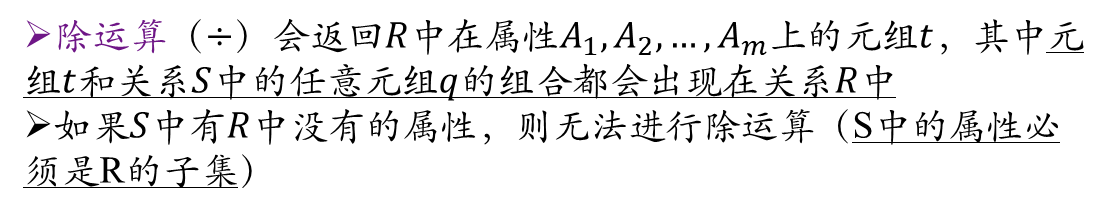 ➢除运算（÷）会返回R中在属性A₁, A₂, …, Aₘ上的元组t，其中元
组t和关系S中的任意元组q的组合都会出现在关系R中
➢如果S中有R中没有的属性，则无法进行除运算（S中的属性必
须是R的子集）